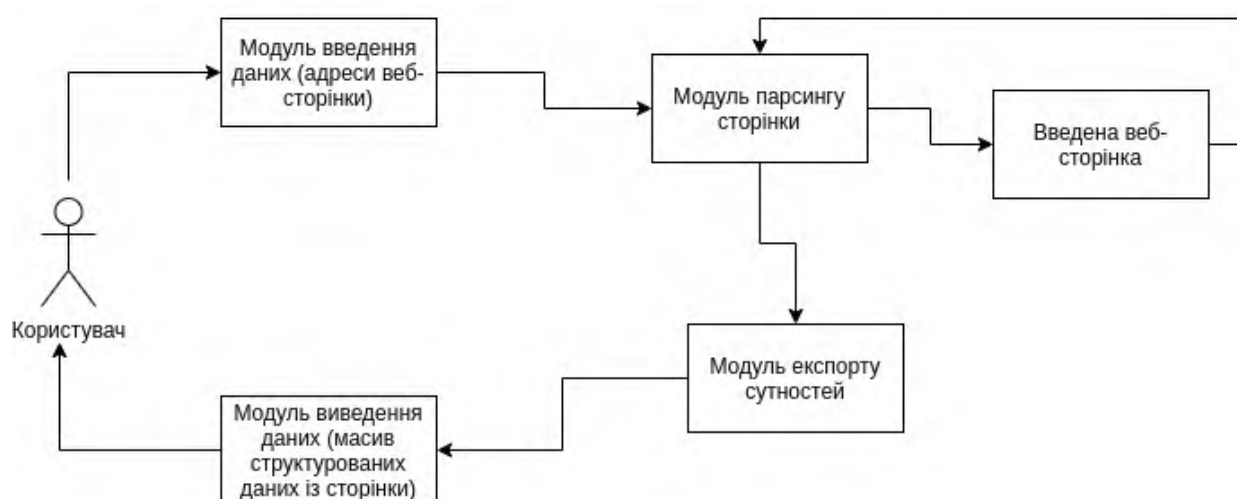 Модуль введення
даних (адреси веб-
сторінки)
Модуль парсингу
сторінки
Введена веб-
сторінка
Користувач
Модуль експорту
сутностей
Модуль виведення
даних (масив
структурованих
даних із сторінки)